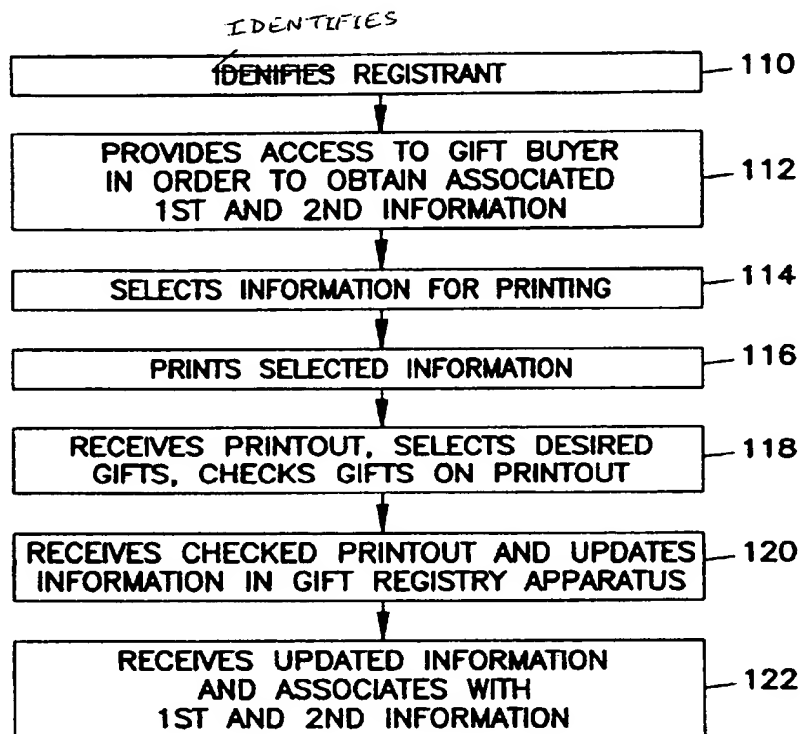 IDENTIFIES
IDENIFIES REGISTRANT 110
PROVIDES ACCESS TO GIFT BUYER
IN ORDER TO OBTAIN ASSOCIATED 112
1ST AND 2ND INFORMATION
SELECTS INFORMATION FOR PRINTING 114
PRINTS SELECTED INFORMATION 116
RECEIVES PRINTOUT, SELECTS DESIRED 118
GIFTS, CHECKS GIFTS ON PRINTOUT
RECEIVES CHECKED PRINTOUT AND UPDATES 120
INFORMATION IN GIFT REGISTRY APPARATUS
RECEIVES UPDATED INFORMATION
AND ASSOCIATES WITH 122
1ST AND 2ND INFORMATION